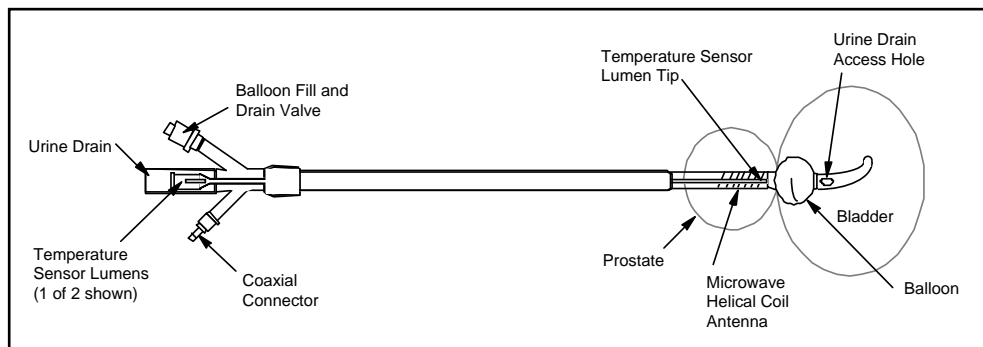 Temperature Sensor
Lumen Tip
Urine Drain
Access Hole
Balloon Fill and
Drain Valve
Urine Drain
Temperature
Sensor Lumens
(1 of 2 shown)
Coaxial
Connector
Prostate
Microwave
Helical Coil
Antenna
Bladder
Balloon